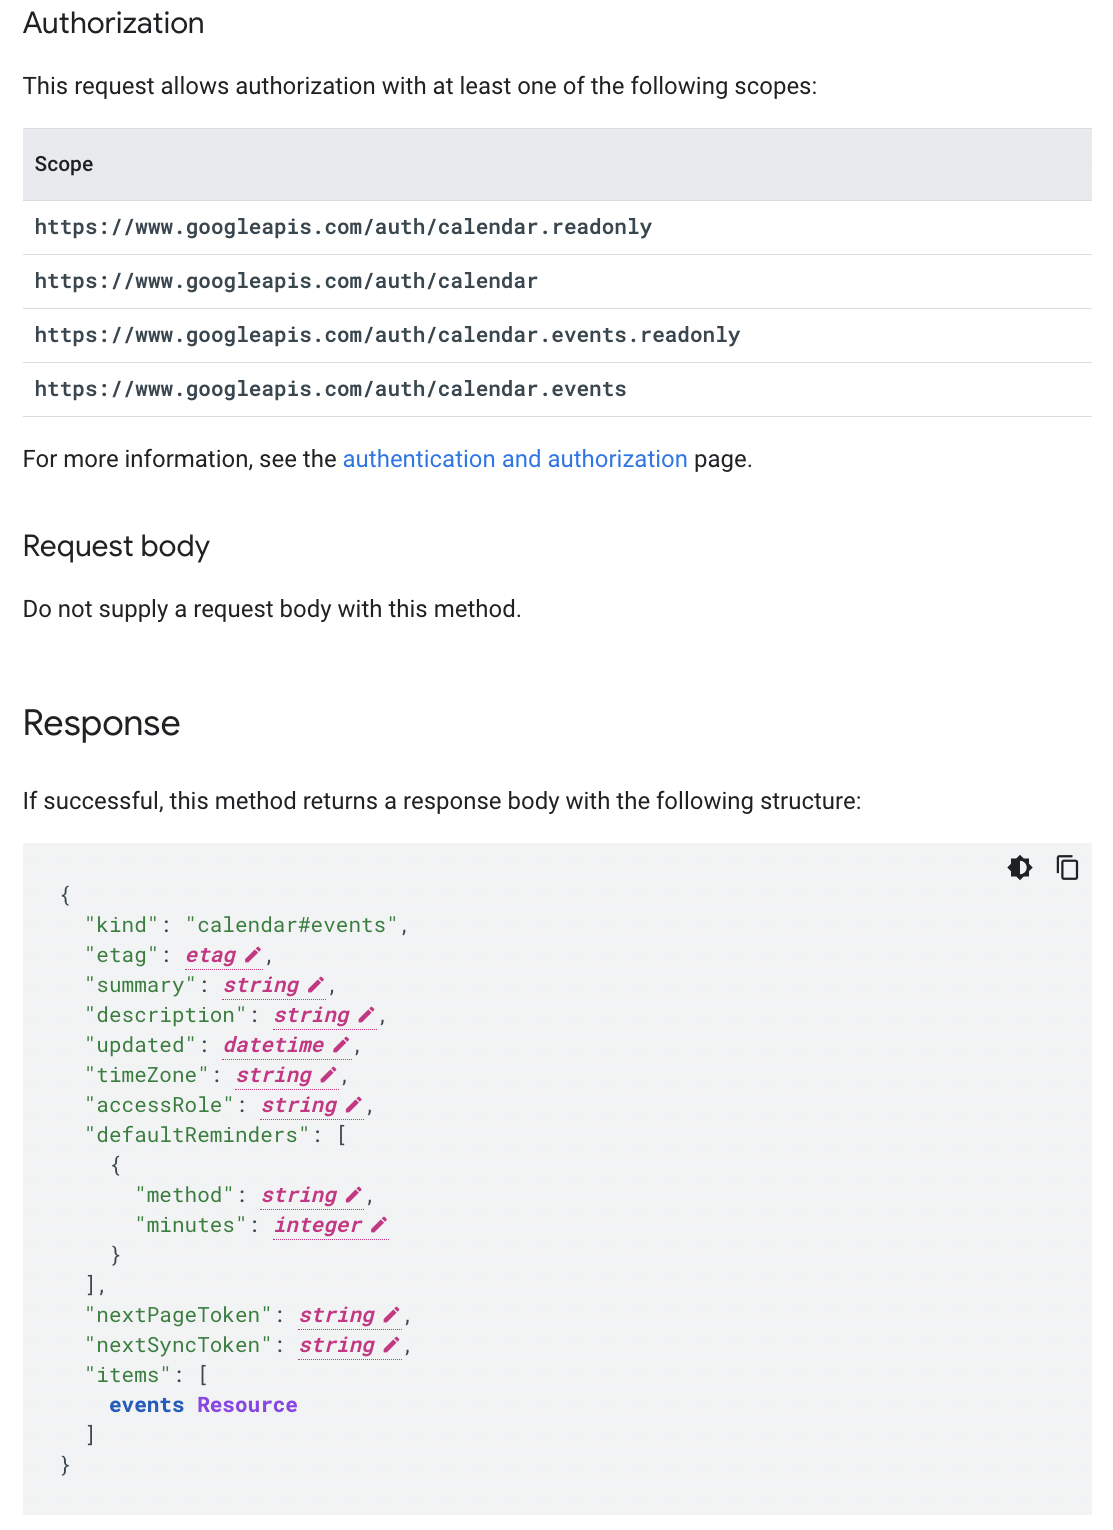 Authorization
This request allows authorization with at least one of the following scopes:
Scope
https://www.googleapis.com/auth/calendar.readonly
https://www.googleapis.com/auth/calendar
https://www.googleapis.com/auth/calendar.events.readonly
https://www.googleapis.com/auth/calendar.events
For more information, see the authentication and authorization page.
Request body
Do not supply a request body with this method.
Response
If successful, this method returns a response body with the following structure:
{
  "kind": "calendar#events",
  "etag": etag,
  "summary": string,
  "description": string,
  "updated": datetime,
  "timeZone": string,
  "accessRole": string,
  "defaultReminders": [
    {
      "method": string,
      "minutes": integer
    }
  ],
  "nextPageToken": string,
  "nextSyncToken": string,
  "items": [
    events Resource
  ]
}